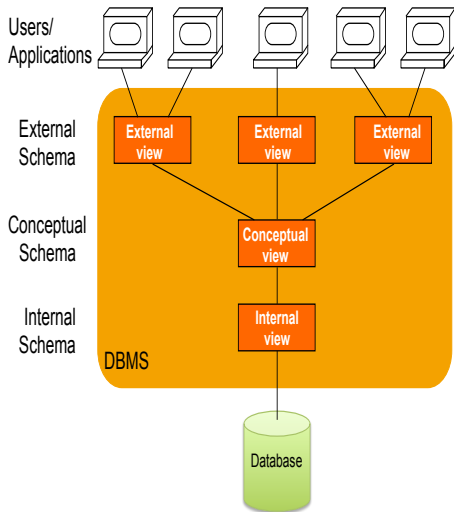 Users/
Applications
External
Schema
External
view
External
view
External
view
Conceptual
Schema
Conceptual
view
Internal
Schema
Internal
view
DBMS
Database